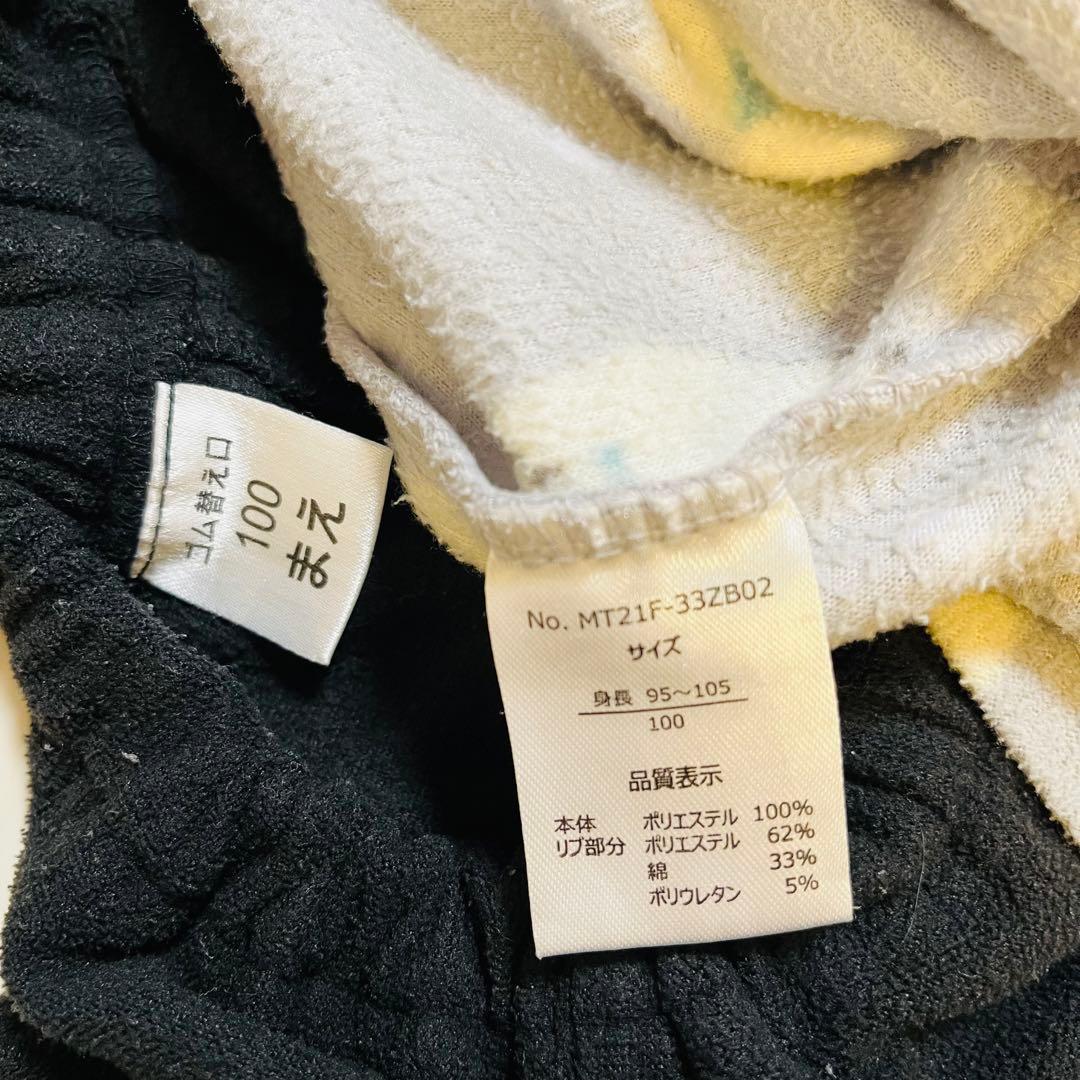 ゴム替え口
100
まえ
No. MT21F-33ZB02
サイズ
身長 95～105
100
品質表示
本体 ポリエステル 100%
リブ部分 ポリエステル 62%
綿 33%
ポリウレタン 5%